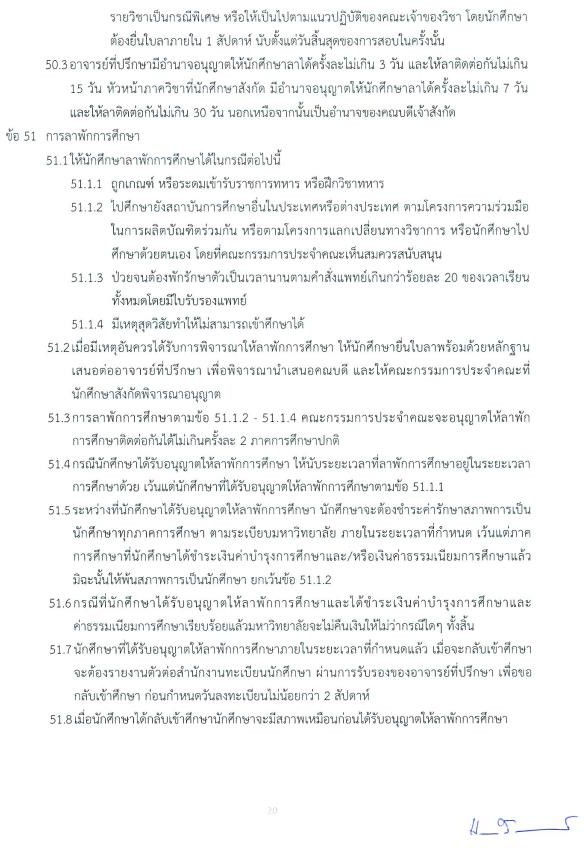 รายวิชาเป็นกรณีพิเศษ หรือให้เป็นไปตามแนวปฏิบัติของคณะเจ้าของวิชา โดยนักศึกษา
ต้องยื่นใบลาภายใน 1 สัปดาห์ นับตั้งแต่วันสิ้นสุดของการสอบในครั้งนั้น
50.3 อาจารย์ที่ปรึกษามีอำนาจอนุญาตให้นักศึกษาลาได้ครั้งละไม่เกิน 3 วัน และให้ลาติดต่อกันไม่เกิน
15 วัน หัวหน้าภาควิชาที่นักศึกษาสังกัด มีอำนาจอนุญาตให้นักศึกษาลาได้ครั้งละไม่เกิน 7 วัน
และให้ลาติดต่อกันไม่เกิน 30 วัน นอกเหนือจากนั้นเป็นอำนาจของคณบดีเจ้าสังกัด
ข้อ 51 การลาพักการศึกษา
51.1 ให้นักศึกษาลาพักการศึกษาได้ในกรณีต่อไปนี้
51.1.1 ถูกเกณฑ์ หรือระดมเข้ารับราชการทหาร หรือฝึกวิชาทหาร
51.1.2 ไปศึกษายังสถาบันการศึกษาอื่นในประเทศหรือต่างประเทศ ตามโครงการความร่วมมือ
ในการผลิตบัณฑิตร่วมกัน หรือตามโครงการแลกเปลี่ยนทางวิชาการ หรือนักศึกษาไป
ศึกษาด้วยตนเอง โดยที่คณะกรรมการประจำคณะเห็นสมควรสนับสนุน
51.1.3 ป่วยจนต้องพักรักษาตัวเป็นเวลานานตามคำสั่งแพทย์เกินกว่าร้อยละ 20 ของเวลาเรียน
ทั้งหมดโดยมีใบรับรองแพทย์
51.1.4 มีเหตุสุดวิสัยทำให้ไม่สามารถเข้าศึกษาได้
51.2 เมื่อมีเหตุอันควรได้รับการพิจารณาให้ลาพักการศึกษา ให้นักศึกษายื่นใบลาพร้อมด้วยหลักฐาน
เสนอต่ออาจารย์ที่ปรึกษา เพื่อพิจารณานำเสนอคณบดี และให้คณะกรรมการประจำคณะที่
นักศึกษาสังกัดพิจารณาอนุญาต
51.3 การลาพักการศึกษาตามข้อ 51.1.2 - 51.1.4 คณะกรรมการประจำคณะจะอนุญาตให้ลาพัก
การศึกษาติดต่อกันได้ไม่เกินครั้งละ 2 ภาคการศึกษาปกติ
51.4 กรณีนักศึกษาได้รับอนุญาตให้ลาพักการศึกษา ให้นับระยะเวลาที่ลาพักการศึกษาอยู่ในระยะเวลา
การศึกษาด้วย เว้นแต่นักศึกษาที่ได้รับอนุญาตให้ลาพักการศึกษาตามข้อ 51.1.1
51.5 ระหว่างที่นักศึกษาได้รับอนุญาตให้ลาพักการศึกษา นักศึกษาจะต้องชำระค่ารักษาสภาพการเป็น
นักศึกษาทุกภาคการศึกษา ตามระเบียบมหาวิทยาลัย ภายในระยะเวลาที่กำหนด เว้นแต่ภาค
การศึกษาที่นักศึกษาได้ชำระเงินค่าบำรุงการศึกษาและ/หรือเงินค่าธรรมเนียมการศึกษาแล้ว
มิฉะนั้นให้พ้นสภาพการเป็นนักศึกษา ยกเว้นข้อ 51.1.2
51.6 กรณีที่นักศึกษาได้รับอนุญาตให้ลาพักการศึกษาและได้ชำระเงินค่าบำรุงการศึกษาและ
ค่าธรรมเนียมการศึกษาเรียบร้อยแล้วมหาวิทยาลัยจะไม่คืนเงินให้ไม่ว่ากรณีใดๆ ทั้งสิ้น
51.7 นักศึกษาที่ได้รับอนุญาตให้ลาพักการศึกษาภายในระยะเวลาที่กำหนดแล้ว เมื่อจะกลับเข้าศึกษา
จะต้องรายงานตัวต่อสำนักงานทะเบียนนักศึกษา ผ่านการรับรองของอาจารย์ที่ปรึกษา เพื่อขอ
กลับเข้าศึกษา ก่อนกำหนดวันลงทะเบียนไม่น้อยกว่า 2 สัปดาห์
51.8 เมื่อนักศึกษาได้กลับเข้าศึกษานักศึกษาจะมีสภาพเหมือนก่อนได้รับอนุญาตให้ลาพักการศึกษา
20